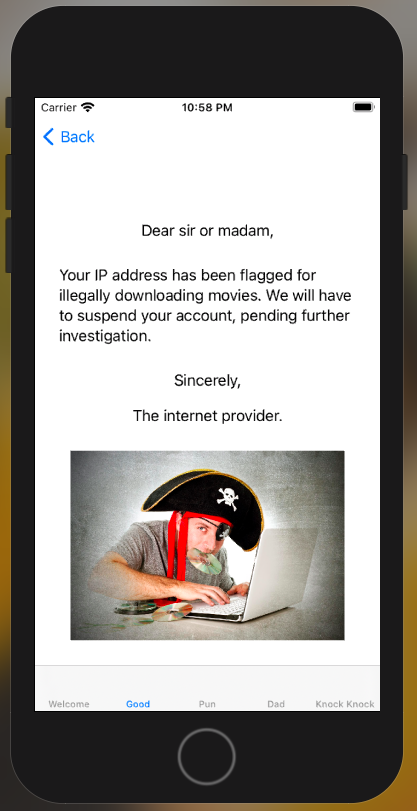 Carrier 10:58 PM
Back
Dear sir or madam,
Your IP address has been flagged for
illegally downloading movies. We will have
to suspend your account, pending further
investigation.
Sincerely,
The internet provider.
Welcome Good Pun Dad Knock Knock